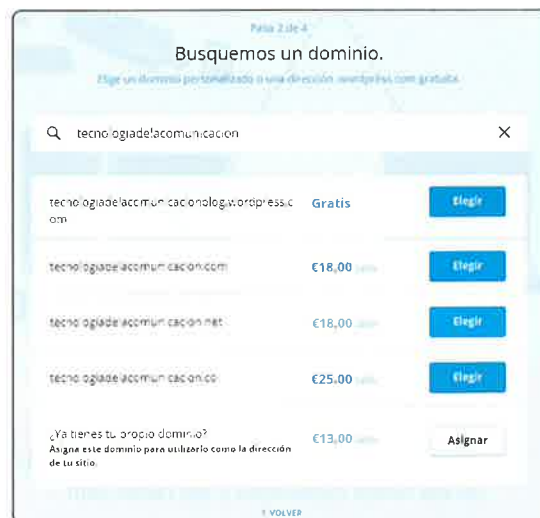 Paso 2 de 4
Busquemos un dominio.
Elige un dominio personalizado o una dirección .wordpress.com gratuita.
tecnologiadelacomunicacion
tecnologiadelacomunicacionolog.wordpress.c Gratis Elegir
om
tecnologiadelacomunicacion.com €18,00 Elegir
tecnologiadelacomunicacion.net €18,00 Elegir
tecnologiadelacomunicacion.co €25,00 Elegir
¿Ya tienes tu propio dominio? €13,00 Asignar
Asigna este dominio para utilizarlo como la dirección
de tu sitio.
VOLVER